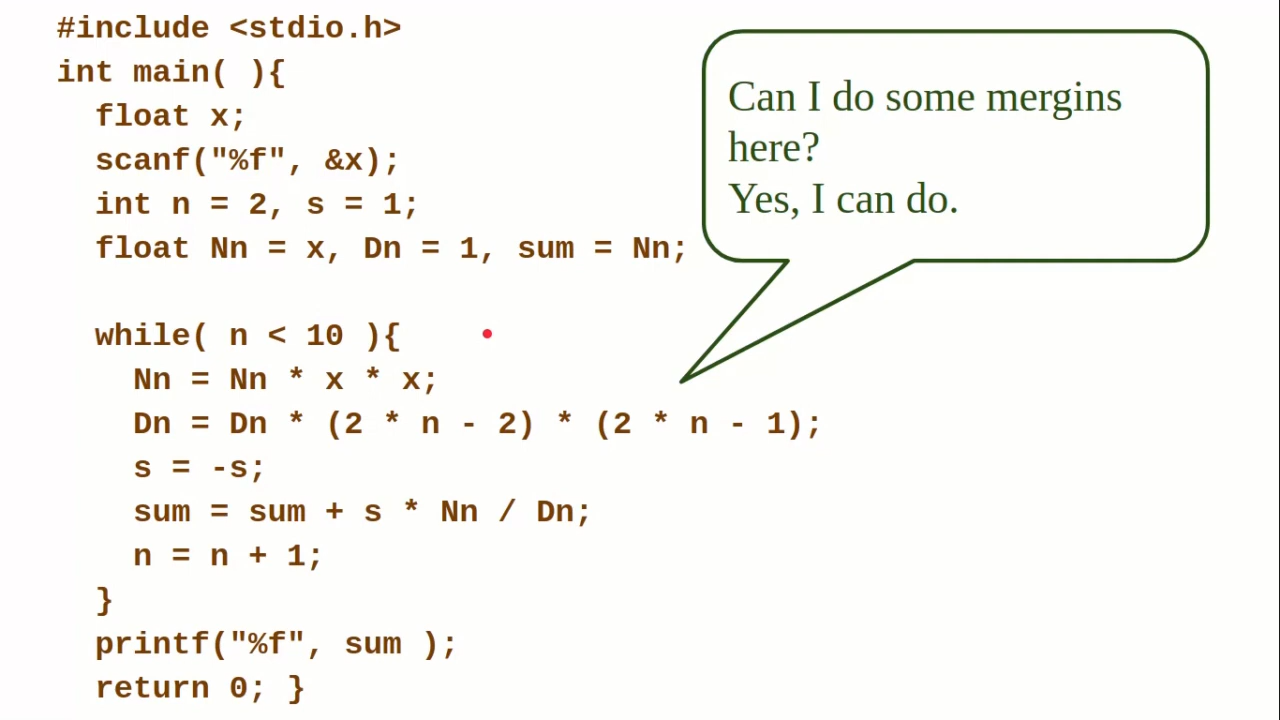 #include <stdio.h>
int main( ){
  float x;
  scanf("%f", &x);
  int n = 2, s = 1;
  float Nn = x, Dn = 1, sum = Nn;
  while( n < 10 ){
    Nn = Nn * x * x;
    Dn = Dn * (2 * n - 2) * (2 * n - 1);
    s = -s;
    sum = sum + s * Nn / Dn;
    n = n + 1;
  }
  printf("%f", sum );
  return 0; }
Can I do some mergins
here?
Yes, I can do.